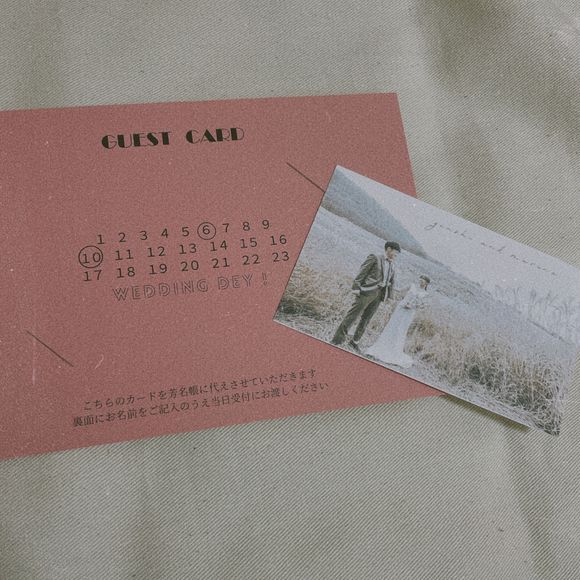 GUEST CARD
1 2 3 4 5 6 7 8 9
10 11 12 13 14 15 16
17 18 19 20 21 22 23
WEDDING DEY !
こちらのカードを芳名帳に代えさせていただきます
裏面にお名前をご記入のうえ当日受付にお渡しください
and